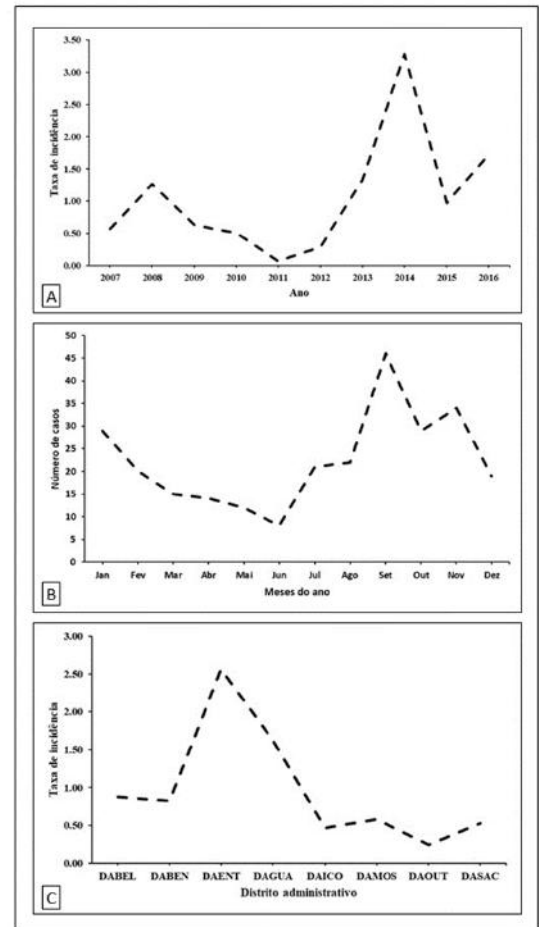 3.50
3.00
2.50
2.00
1.50
1.00
0.50
0.00
Taxa de incidência
2007 2008 2009 2010 2011 2012 2013 2014 2015 2016
Ano
A
50
45
40
35
30
25
20
15
10
5
0
Número de casos
Jan Fev Mar Abr Mai Jun Jul Ago Set Out Nov Dez
Meses do ano
B
3.00
2.50
2.00
1.50
1.00
0.50
0.00
Taxa de incidência
DABEL DABEN DAENT DAGUA DAICO DAMOS DAOUT DASAC
Distrito administrativo
C